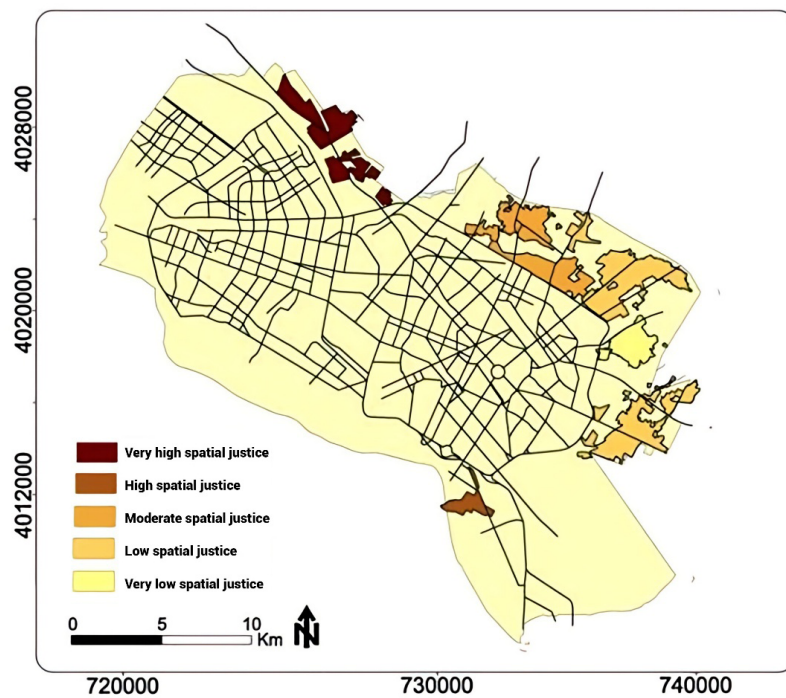 4028000
4020000
4012000
Very high spatial justice
High spatial justice
Moderate spatial justice
Low spatial justice
Very low spatial justice
0 5 10
Km
N
720000 730000 740000